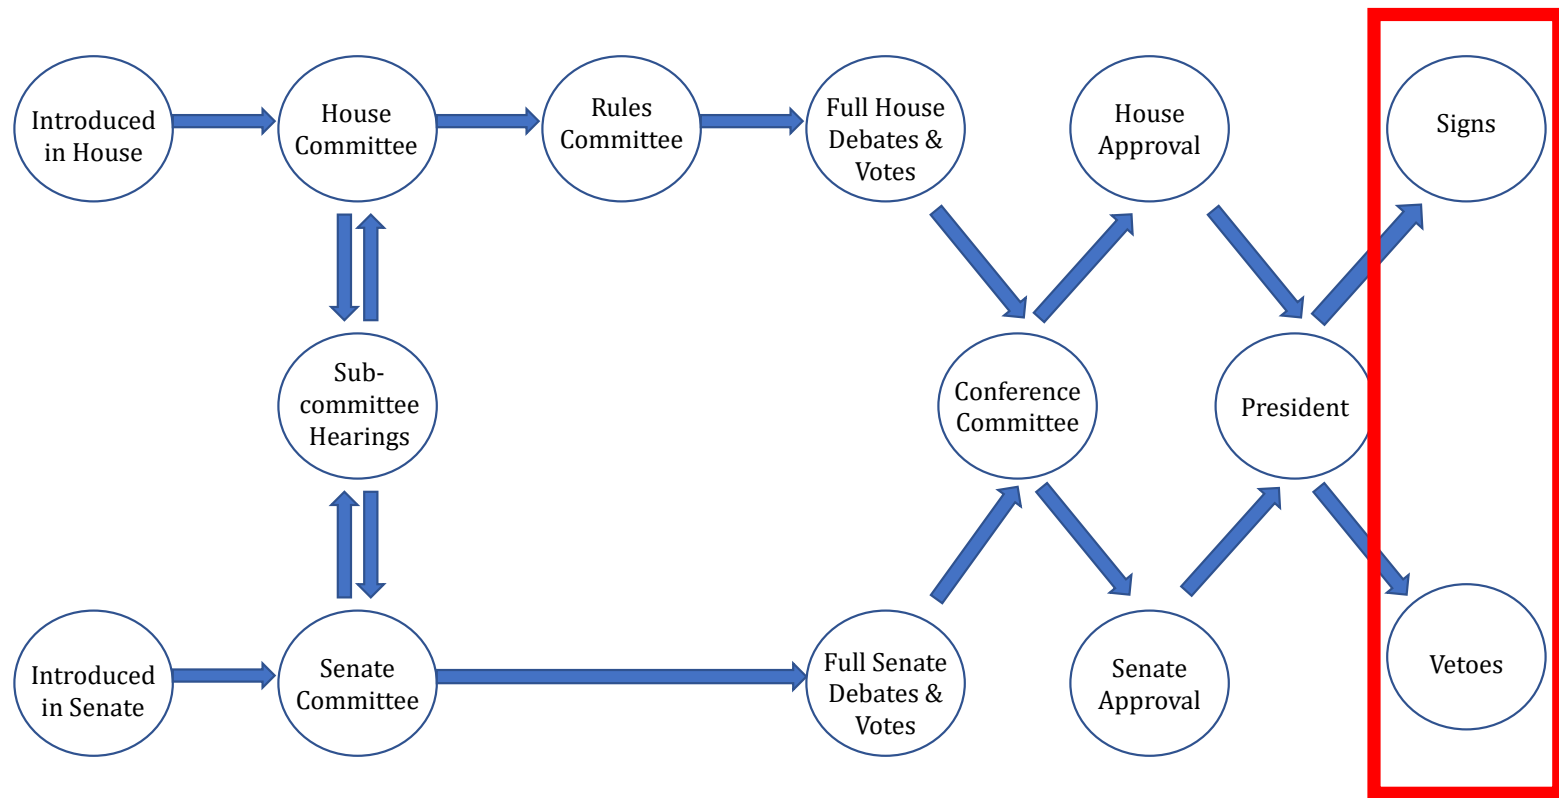 Introduced
in House
House
Committee
Rules
Committee
Full House
Debates &
Votes
House
Approval
Signs
Sub-
committee
Hearings
Conference
Committee
President
Introduced
in Senate
Senate
Committee
Full Senate
Debates &
Votes
Senate
Approval
Vetoes